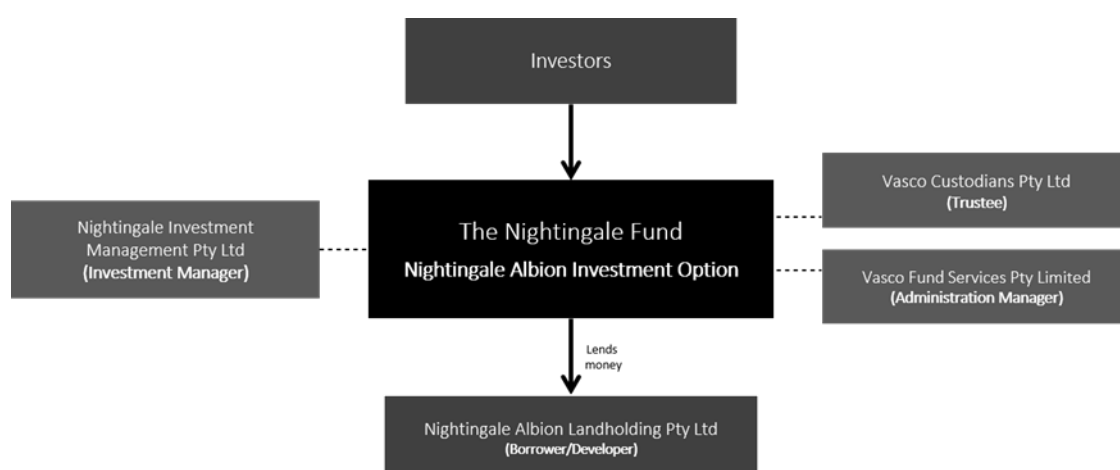 Investors
Vasco Custodians Pty Ltd
(Trustee)
Nightingale Investment
Management Pty Ltd
(Investment Manager)
The Nightingale Fund
Nightingale Albion Investment Option
Vasco Fund Services Pty Limited
(Administration Manager)
Lends
money
Nightingale Albion Landholding Pty Ltd
(Borrower/Developer)